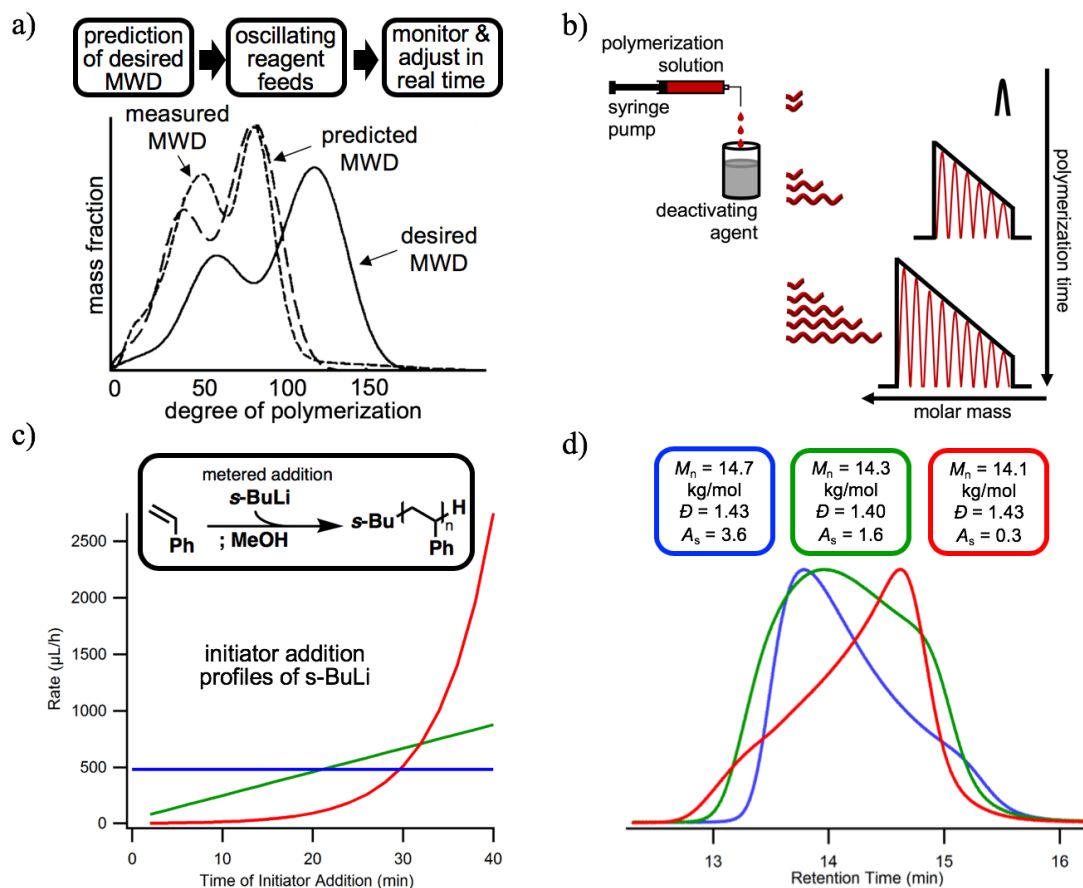 a)
prediction
of desired
MWD
oscillating
reagent
feeds
monitor &
adjust in
real time
measured
MWD
predicted
MWD
desired
MWD
mass fraction
0
50
100
150
degree of polymerization
b)
polymerization
solution
syringe
pump
deactivating
agent
polymerization time
molar mass
c)
metered addition
s-BuLi
; MeOH
Ph
s-Bu
n
H
Ph
initiator addition
profiles of s-BuLi
Rate (µL/h)
2500
2000
1500
1000
500
0
0
10
20
30
40
Time of Initiator Addition (min)
d)
Mn = 14.7
kg/mol
Đ = 1.43
As = 3.6
Mn = 14.3
kg/mol
Đ = 1.40
As = 1.6
Mn = 14.1
kg/mol
Đ = 1.43
As = 0.3
13
14
15
16
Retention Time (min)